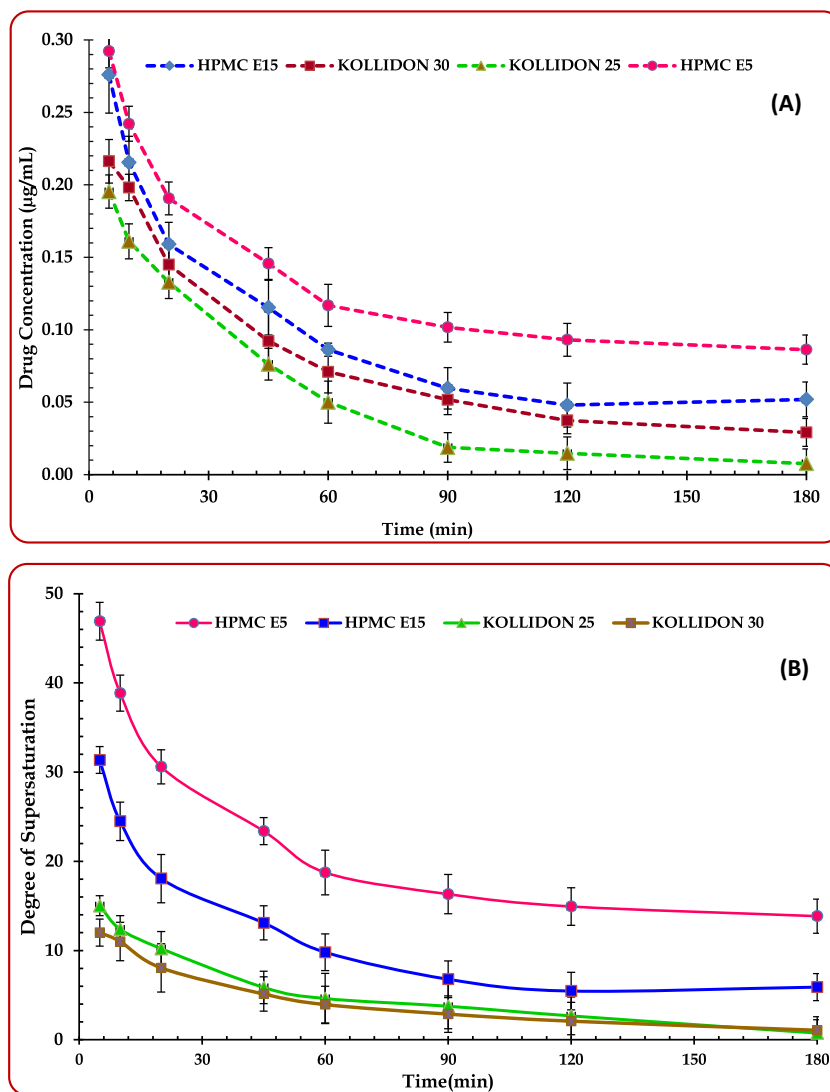 0.30
HPMC E15 KOLLIDON 30 KOLLIDON 25 HPMC E5
(A)
0.25
0.20
0.15
0.10
0.05
0.00
Drug Concentration (µg/mL)
0 30 60 90 120 150 180
Time (min)
50
HPMC E5 HPMC E15 KOLLIDON 25 KOLLIDON 30
(B)
40
30
20
10
0
Degree of Supersaturation
0 30 60 90 120 150 180
Time(min)